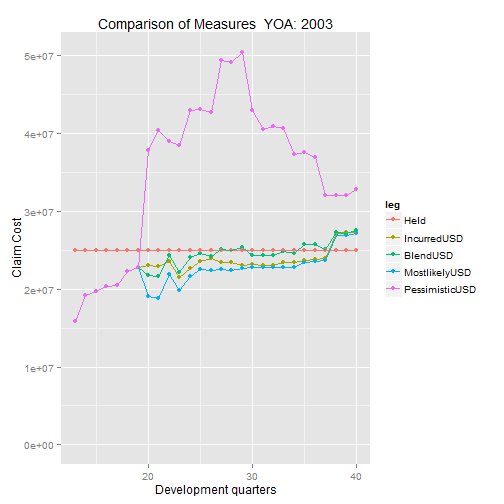 Comparison of Measures  YOA: 2003
5e+07
4e+07
3e+07
2e+07
1e+07
0e+00
Claim Cost
20
30
40
Development quarters
leg
Held
IncurredUSD
BlendUSD
MostlikelyUSD
PessimisticUSD